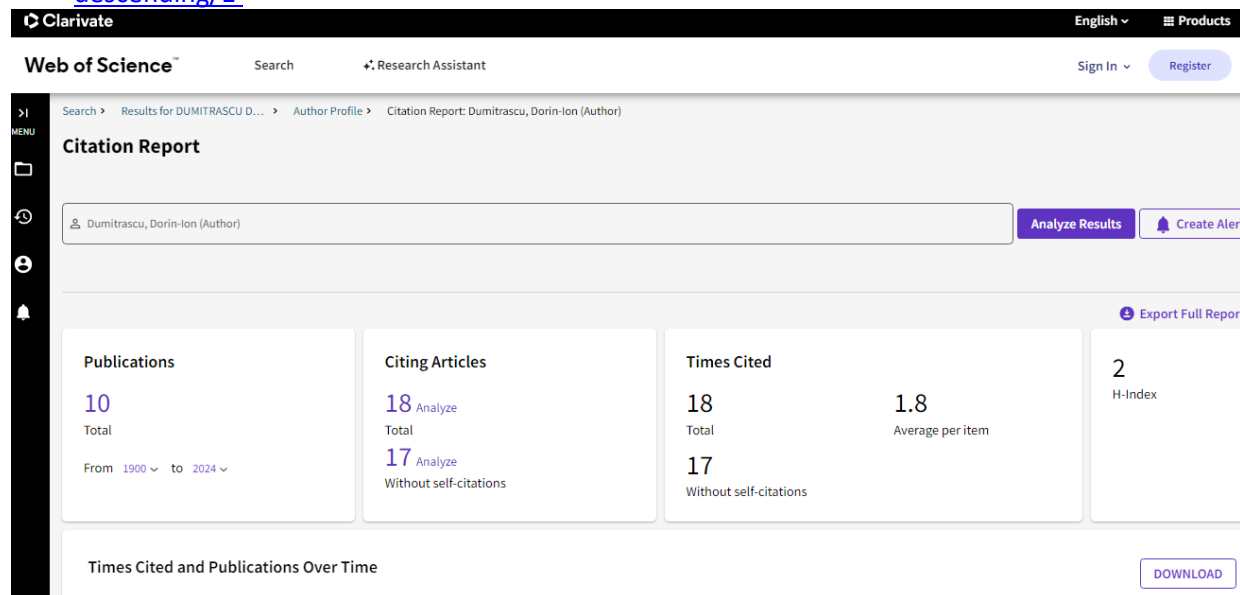 descending/1
Clarivate English Products
Web of Science™ Search Research Assistant Sign In Register
MENU
Search > Results for DUMITRASCU D... > Author Profile > Citation Report: Dumitrascu, Dorin-Ion (Author)
Citation Report
Dumitrascu, Dorin-Ion (Author)
Analyze Results Create Aler
Export Full Repor
Publications
10
Total
From 1900 to 2024
Citing Articles
18 Analyze
Total
17 Analyze
Without self-citations
Times Cited
18
Total
1.8
Average per item
17
Without self-citations
2
H-Index
Times Cited and Publications Over Time
DOWNLOAD